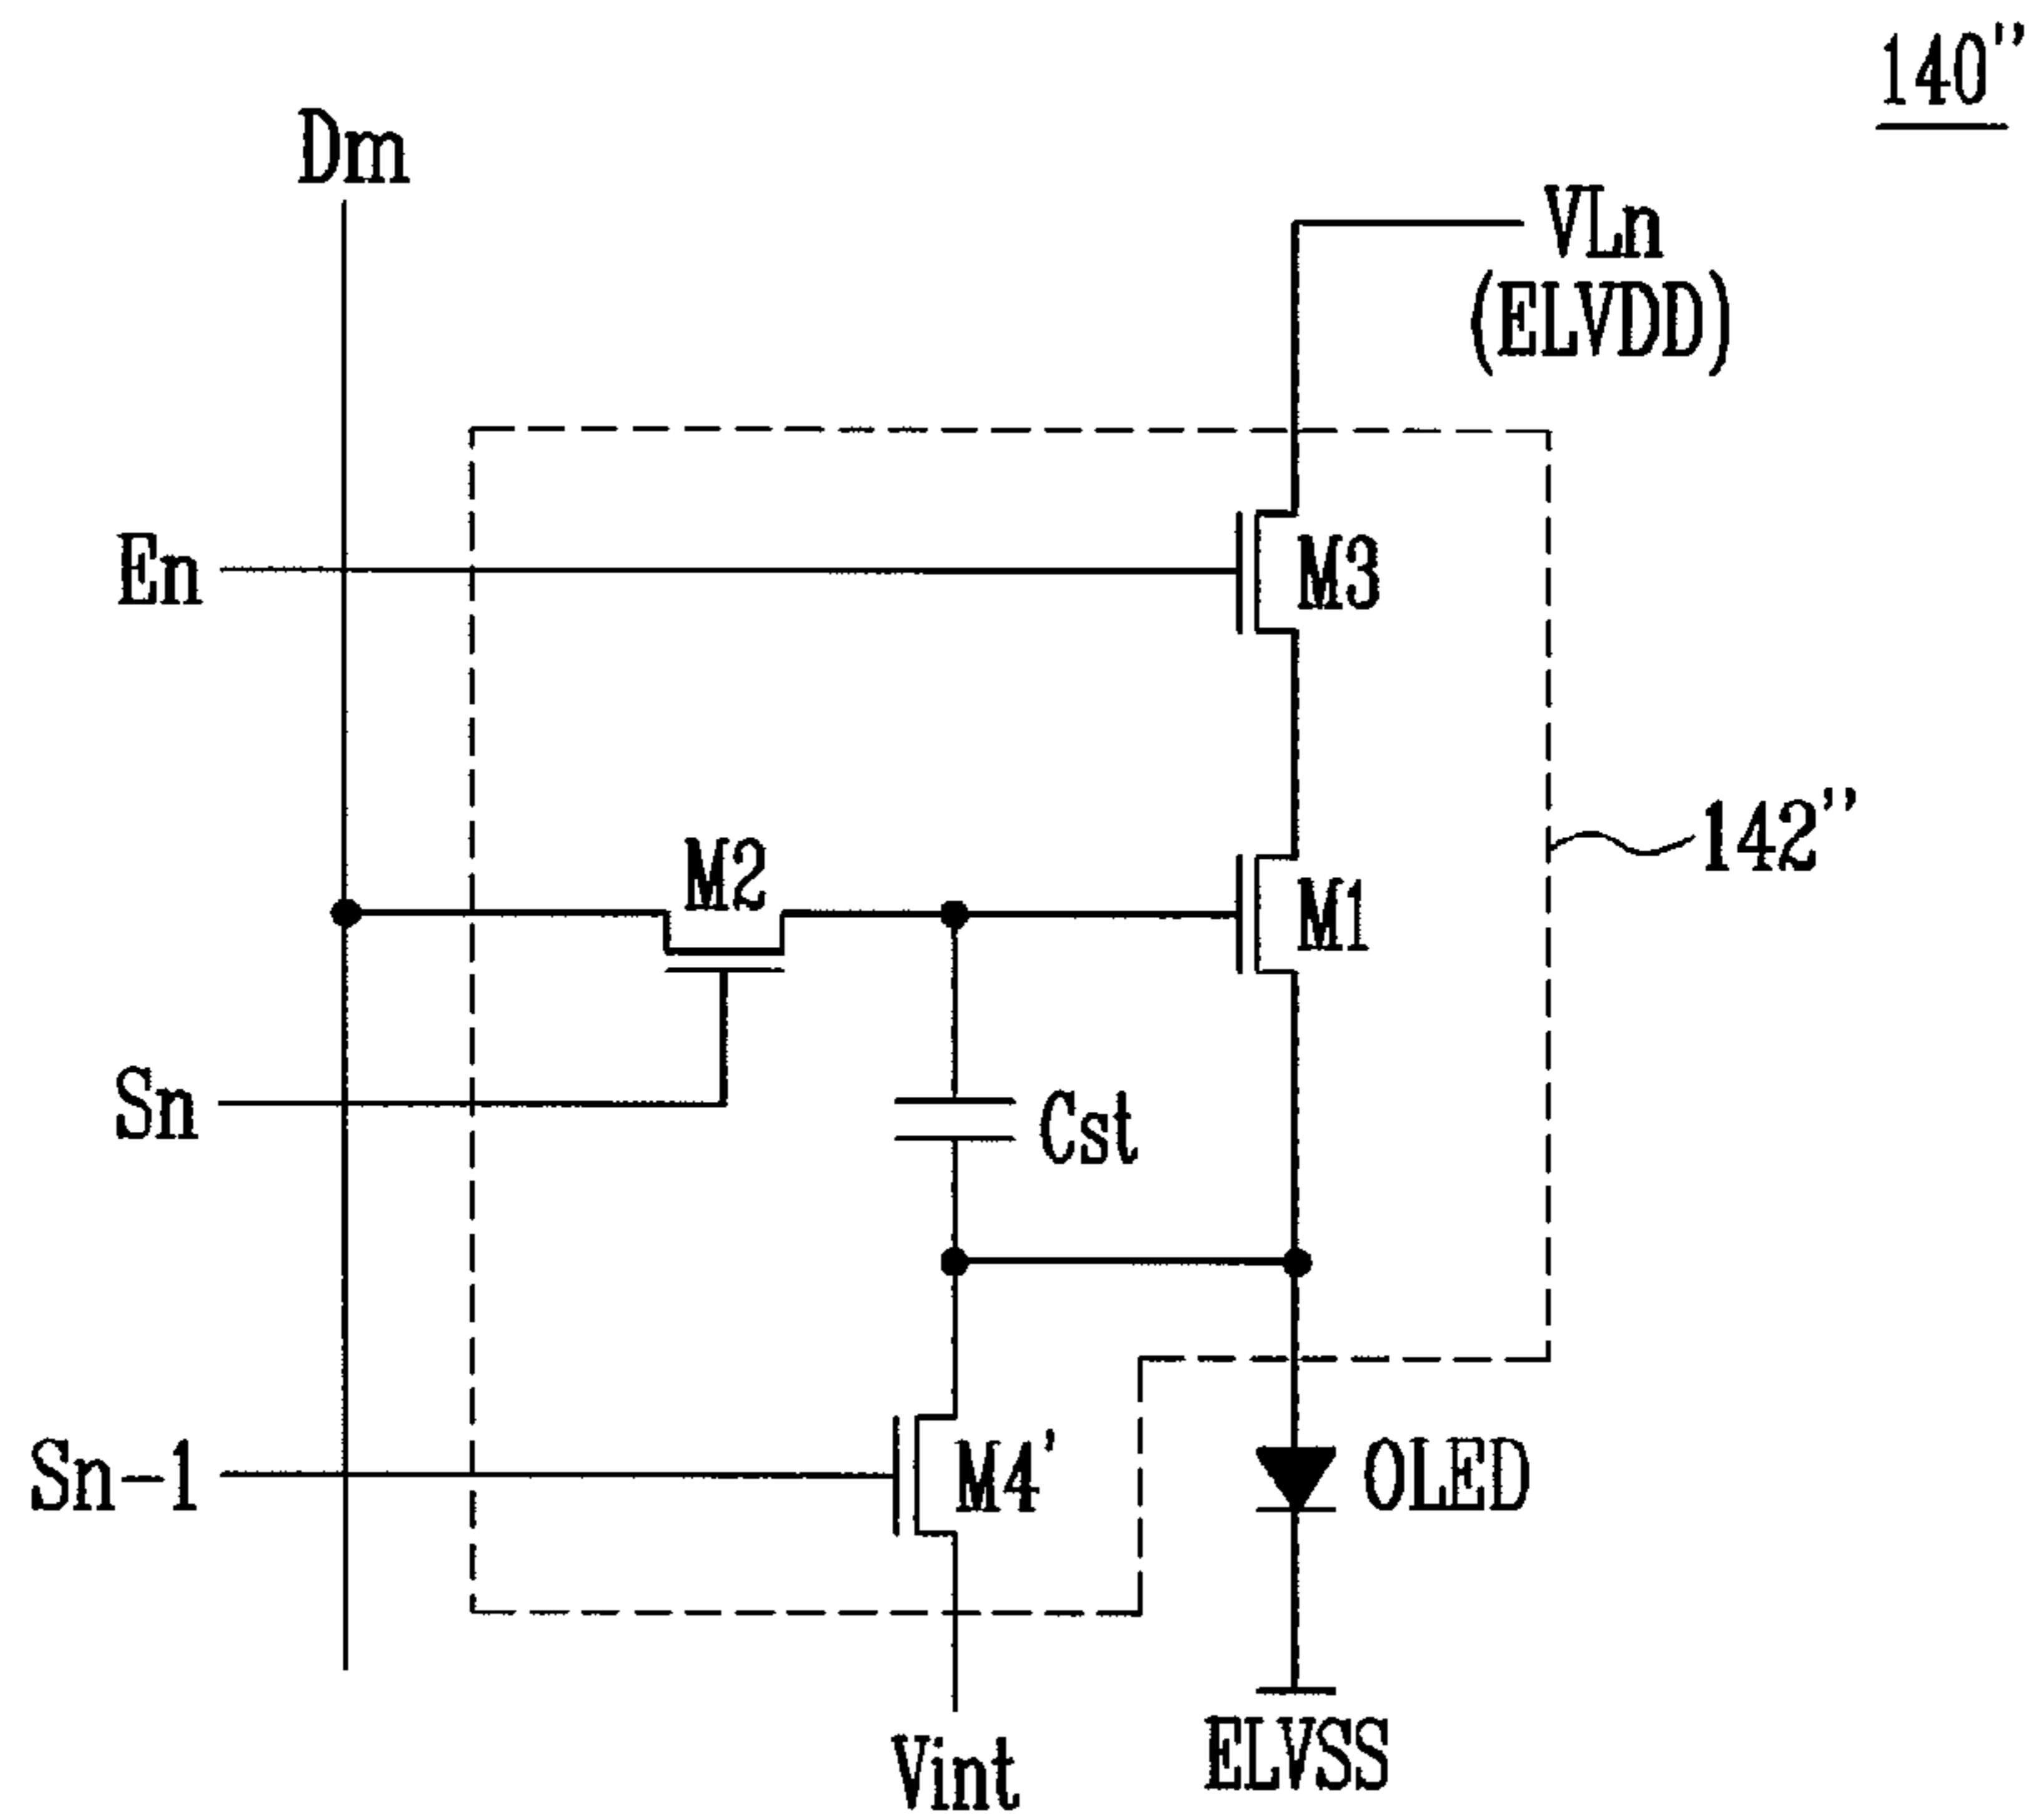 140"
Dm
VLn
(ELVDD)
En
M3
M2
M1
142"
Sn
Cst
Sn-1
M4'
OLED
Vint
ELVSS